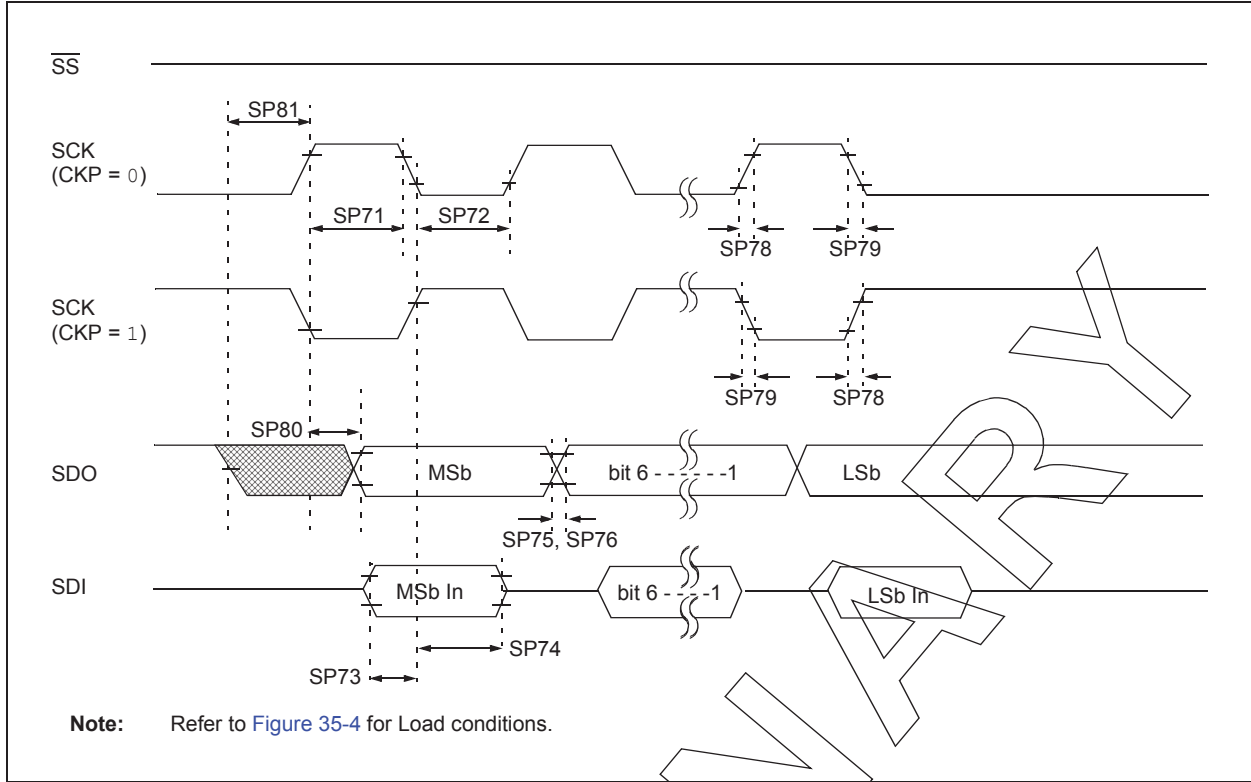 SS
SP81
SCK
(CKP = 0)
SP71 SP72
SP78 SP79
SCK
(CKP = 1)
SP79 SP78
SP80
SDO MSb bit 6 - - - - - -1 LSb
SP75, SP76
SDI MSb In bit 6 - - - - -1 LSb In
SP74
SP73
Note: Refer to Figure 35-4 for Load conditions.
VARY